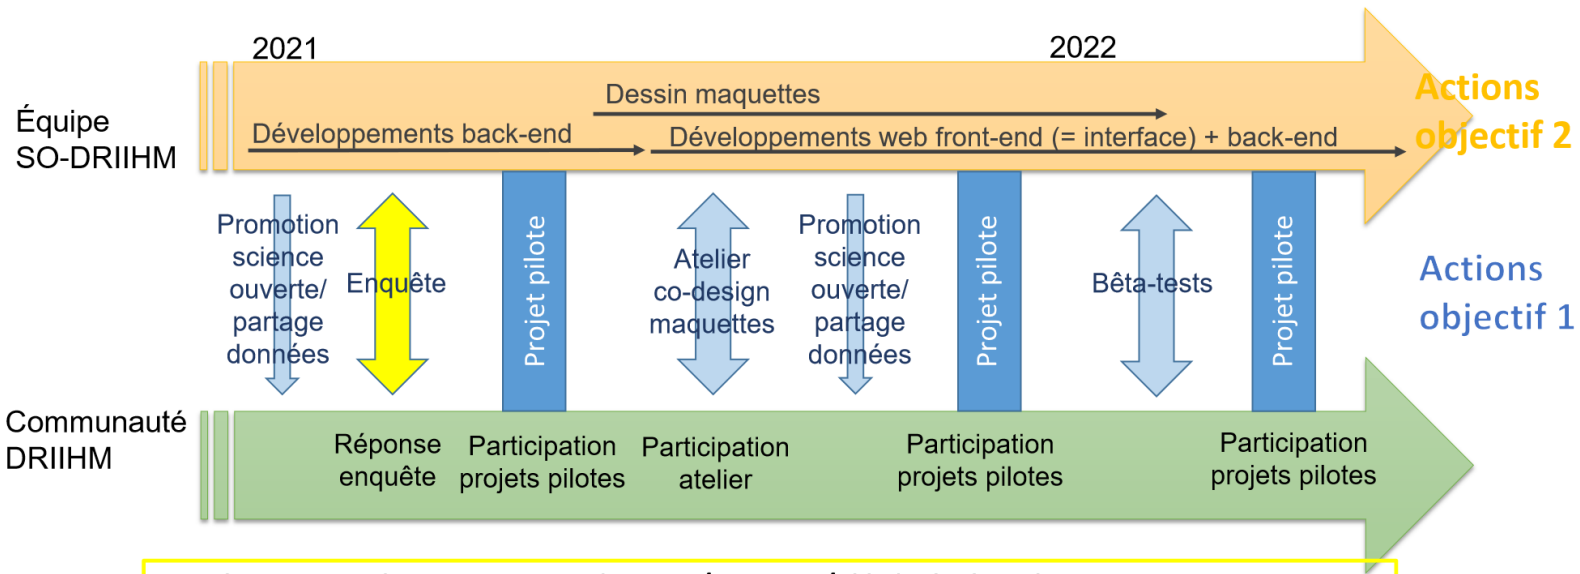 2021
2022
Dessin maquettes
Développements back-end
Développements web front-end (= interface) + back-end
Équipe
SO-DRIIHM
Actions
objectif 2
Promotion
science
ouverte/
partage
données
Enquête
Projet pilote
Atelier
co-design
maquettes
Promotion
science
ouverte/
partage
données
Projet pilote
Bêta-tests
Projet pilote
Actions
objectif 1
Communauté
DRIIHM
Réponse
enquête
Participation
projets pilotes
Participation
atelier
Participation
projets pilotes
Participation
projets pilotes